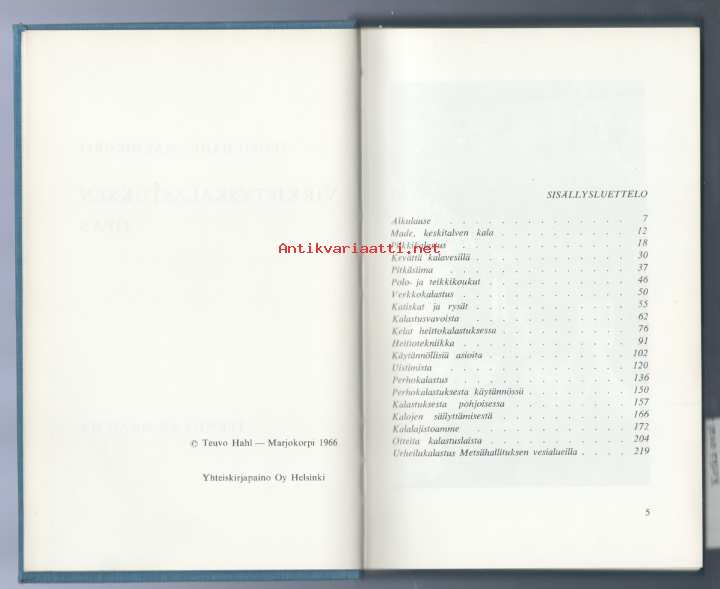 © Teuvo Hahl — Marjokorpi 1966
Yhteiskirjapaino Oy Helsinki
Antikvariaatti.net
SISÄLLYSLUETTELO
Alkulause . . . . . . . . . . . 7
Made, keskitalven kala . . . . . . . . 12
Pilkkikalastus . . . . . . . . . . 18
Kevättä kalavesillä . . . . . . . . . 30
Pitkäsiima . . . . . . . . . . 37
Polo- ja teikkikoukut . . . . . . . . 46
Verkkokalastus . . . . . . . . . . 50
Katiskat ja rysät . . . . . . . . . 55
Kalastusvavoista . . . . . . . . . 62
Kelat heittokalastuksessa . . . . . . . . 76
Heittotekniikka . . . . . . . . . . 91
Käytännöllisiä asioita . . . . . . . . 102
Uistimista . . . . . . . . . . 120
Perhokalastus . . . . . . . . . . 136
Perhokalastuksesta käytännössä . . . . . . 150
Kalastuksesta pohjoisessa . . . . . . . 157
Kalojen säilyttämisestä . . . . . . . . 166
Kalalajistoamme . . . . . . . . . 172
Otteita kalastuslaista . . . . . . . . 204
Urheilukalastus Metsähallituksen vesialueilla . . . . 219
5